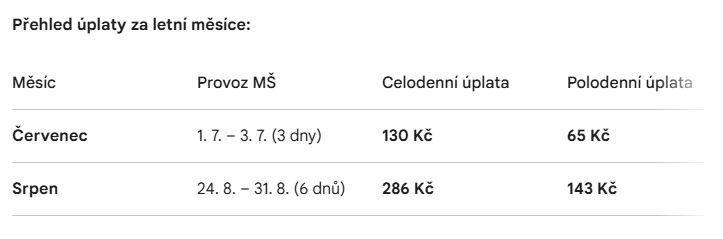 Přehled úplaty za letní měsíce:
Měsíc Provoz MŠ Celodenní úplata Polodenní úplata
Červenec 1. 7. – 3. 7. (3 dny) 130 Kč 65 Kč
Srpen 24. 8. – 31. 8. (6 dnů) 286 Kč 143 Kč